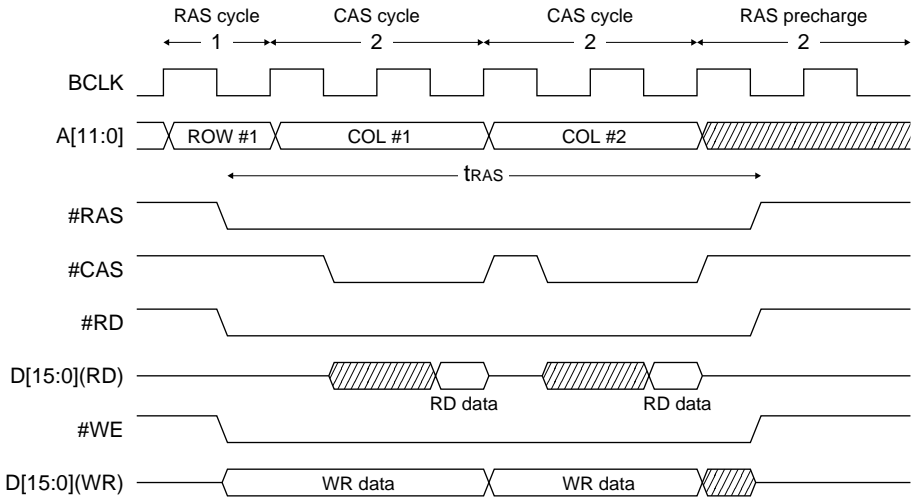 RAS cycle CAS cycle CAS cycle RAS precharge
1 2 2 2
BCLK
A[11:0] ROW #1 COL #1 COL #2
tRAS
#RAS
#CAS
#RD
D[15:0](RD)
RD data RD data
#WE
D[15:0](WR) WR data WR data